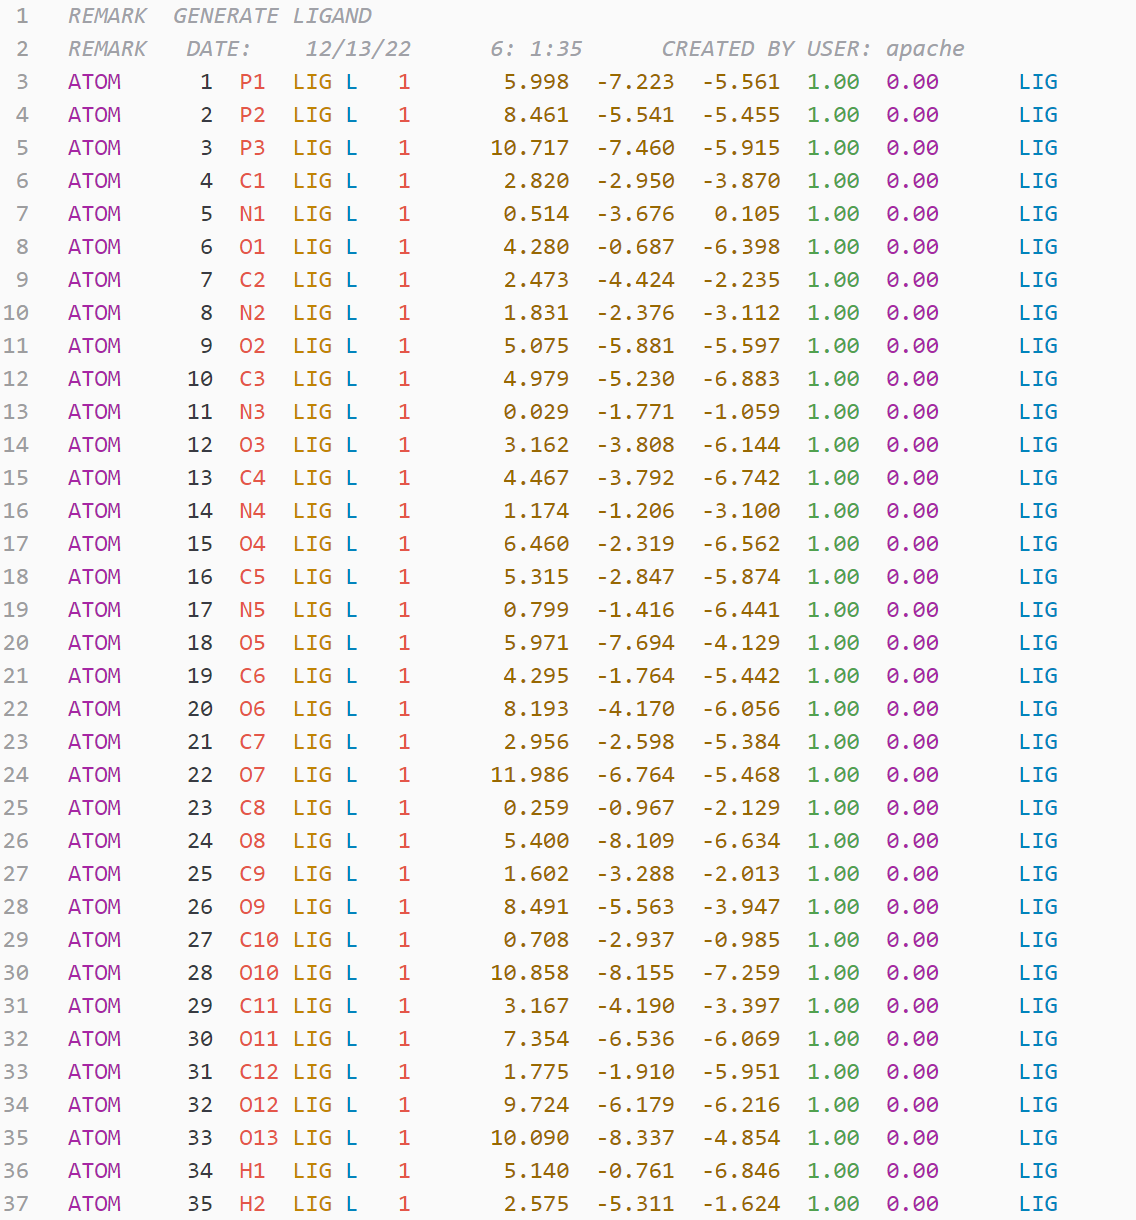 1 REMARK GENERATE LIGAND
2 REMARK DATE: 12/13/22 6: 1:35 CREATED BY USER: apache
3 ATOM 1 P1 LIG L 1 5.998 -7.223 -5.561 1.00 0.00 LIG
4 ATOM 2 P2 LIG L 1 8.461 -5.541 -5.455 1.00 0.00 LIG
5 ATOM 3 P3 LIG L 1 10.717 -7.460 -5.915 1.00 0.00 LIG
6 ATOM 4 C1 LIG L 1 2.820 -2.950 -3.870 1.00 0.00 LIG
7 ATOM 5 N1 LIG L 1 0.514 -3.676 0.105 1.00 0.00 LIG
8 ATOM 6 O1 LIG L 1 4.280 -0.687 -6.398 1.00 0.00 LIG
9 ATOM 7 C2 LIG L 1 2.473 -4.424 -2.235 1.00 0.00 LIG
10 ATOM 8 N2 LIG L 1 1.831 -2.376 -3.112 1.00 0.00 LIG
11 ATOM 9 O2 LIG L 1 5.075 -5.881 -5.597 1.00 0.00 LIG
12 ATOM 10 C3 LIG L 1 4.979 -5.230 -6.883 1.00 0.00 LIG
13 ATOM 11 N3 LIG L 1 0.029 -1.771 -1.059 1.00 0.00 LIG
14 ATOM 12 O3 LIG L 1 3.162 -3.808 -6.144 1.00 0.00 LIG
15 ATOM 13 C4 LIG L 1 4.467 -3.792 -6.742 1.00 0.00 LIG
16 ATOM 14 N4 LIG L 1 1.174 -1.206 -3.100 1.00 0.00 LIG
17 ATOM 15 O4 LIG L 1 6.460 -2.319 -6.562 1.00 0.00 LIG
18 ATOM 16 C5 LIG L 1 5.315 -2.847 -5.874 1.00 0.00 LIG
19 ATOM 17 N5 LIG L 1 0.799 -1.416 -6.441 1.00 0.00 LIG
20 ATOM 18 O5 LIG L 1 5.971 -7.694 -4.129 1.00 0.00 LIG
21 ATOM 19 C6 LIG L 1 4.295 -1.764 -5.442 1.00 0.00 LIG
22 ATOM 20 O6 LIG L 1 8.193 -4.170 -6.056 1.00 0.00 LIG
23 ATOM 21 C7 LIG L 1 2.956 -2.598 -5.384 1.00 0.00 LIG
24 ATOM 22 O7 LIG L 1 11.986 -6.764 -5.468 1.00 0.00 LIG
25 ATOM 23 C8 LIG L 1 0.259 -0.967 -2.129 1.00 0.00 LIG
26 ATOM 24 O8 LIG L 1 5.400 -8.109 -6.634 1.00 0.00 LIG
27 ATOM 25 C9 LIG L 1 1.602 -3.288 -2.013 1.00 0.00 LIG
28 ATOM 26 O9 LIG L 1 8.491 -5.563 -3.947 1.00 0.00 LIG
29 ATOM 27 C10 LIG L 1 0.708 -2.937 -0.985 1.00 0.00 LIG
30 ATOM 28 O10 LIG L 1 10.858 -8.155 -7.259 1.00 0.00 LIG
31 ATOM 29 C11 LIG L 1 3.167 -4.190 -3.397 1.00 0.00 LIG
32 ATOM 30 O11 LIG L 1 7.354 -6.536 -6.069 1.00 0.00 LIG
33 ATOM 31 C12 LIG L 1 1.775 -1.910 -5.951 1.00 0.00 LIG
34 ATOM 32 O12 LIG L 1 9.724 -6.179 -6.216 1.00 0.00 LIG
35 ATOM 33 O13 LIG L 1 10.090 -8.337 -4.854 1.00 0.00 LIG
36 ATOM 34 H1 LIG L 1 5.140 -0.761 -6.846 1.00 0.00 LIG
37 ATOM 35 H2 LIG L 1 2.575 -5.311 -1.624 1.00 0.00 LIG